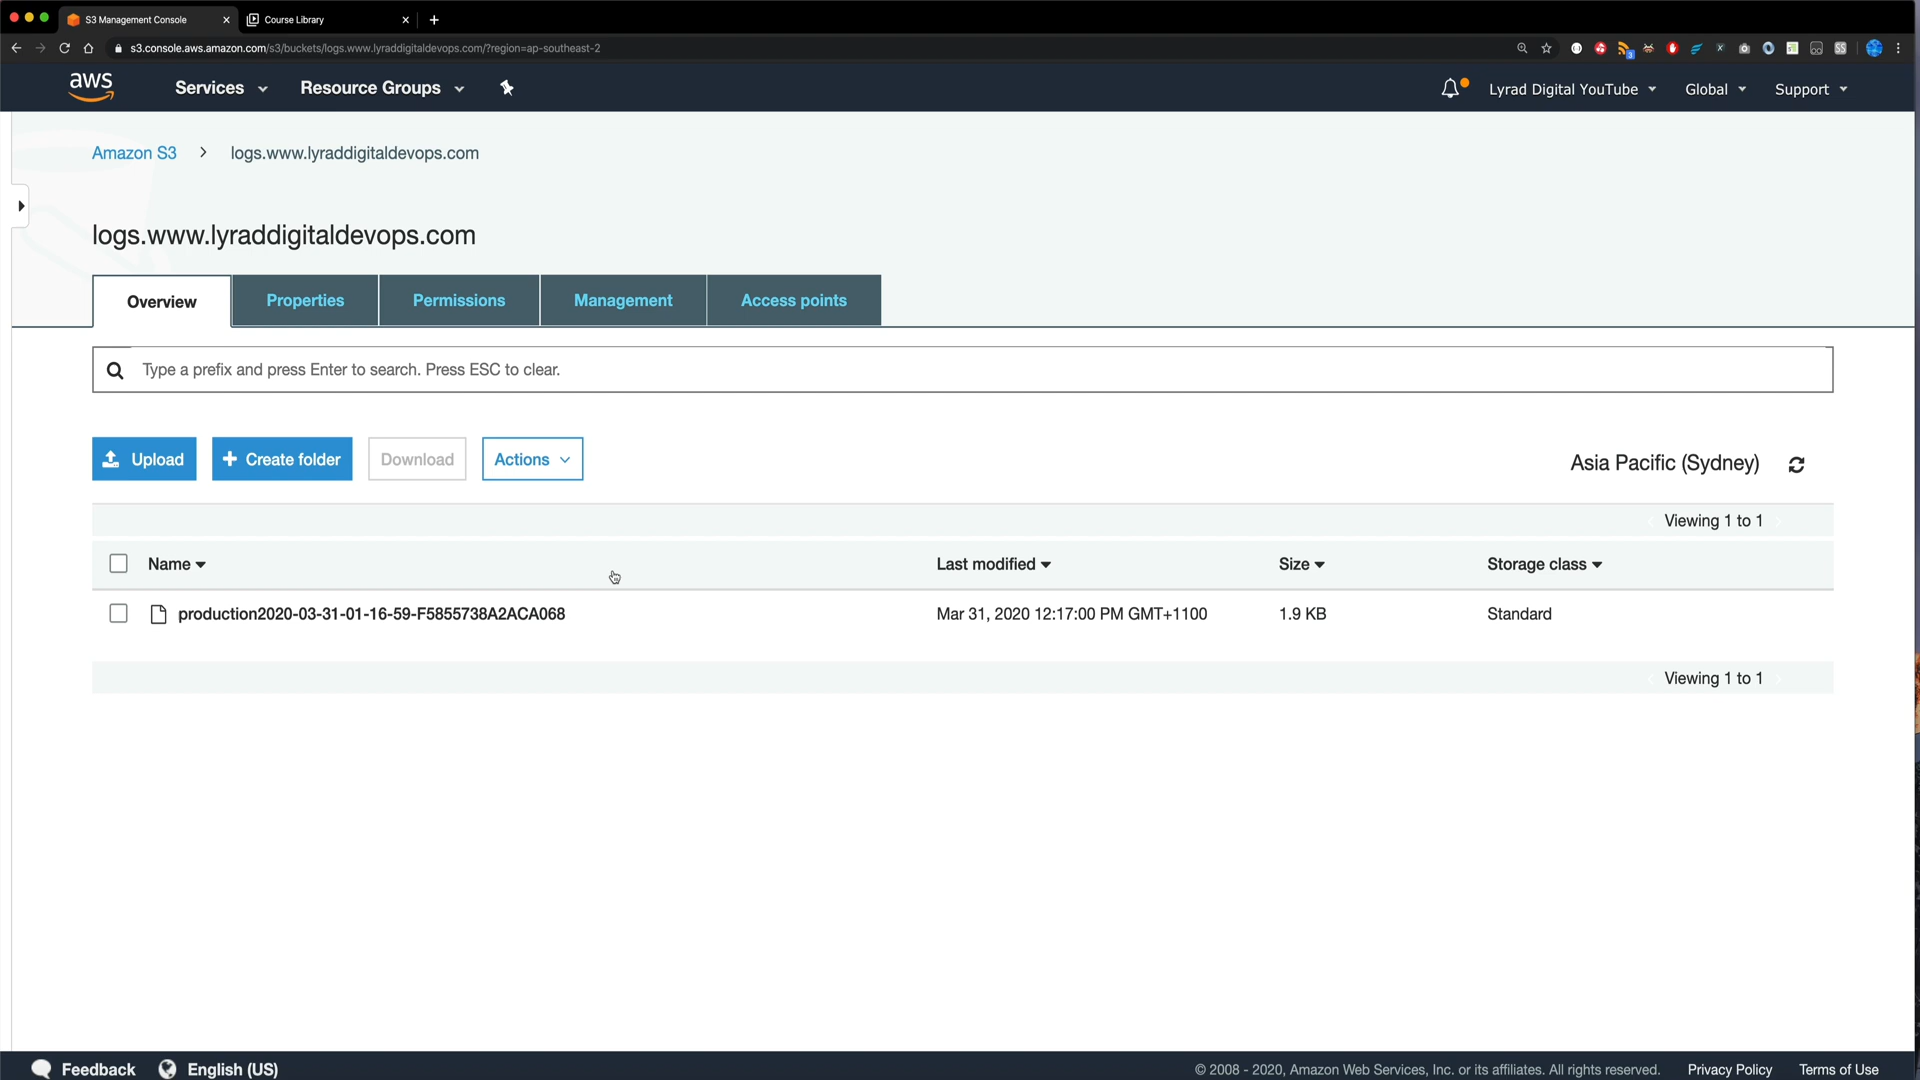 S3 Management Console
Course Library
s3.console.aws.amazon.com/s3/buckets/logs.www.lyraddigitaldevops.com/?region=ap-southeast-2
aws
Services
Resource Groups
Lyrad Digital YouTube
Global
Support
Amazon S3
logs.www.lyraddigitaldevops.com
logs.www.lyraddigitaldevops.com
Overview
Properties
Permissions
Management
Access points
Type a prefix and press Enter to search. Press ESC to clear.
Upload
+ Create folder
Download
Actions
Asia Pacific (Sydney)
Viewing 1 to 1
Name
Last modified
Size
Storage class
production2020-03-31-01-16-59-F5855738A2ACA068
Mar 31, 2020 12:17:00 PM GMT+1100
1.9 KB
Standard
Viewing 1 to 1
Feedback
English (US)
© 2008 - 2020, Amazon Web Services, Inc. or its affiliates. All rights reserved.
Privacy Policy
Terms of Use